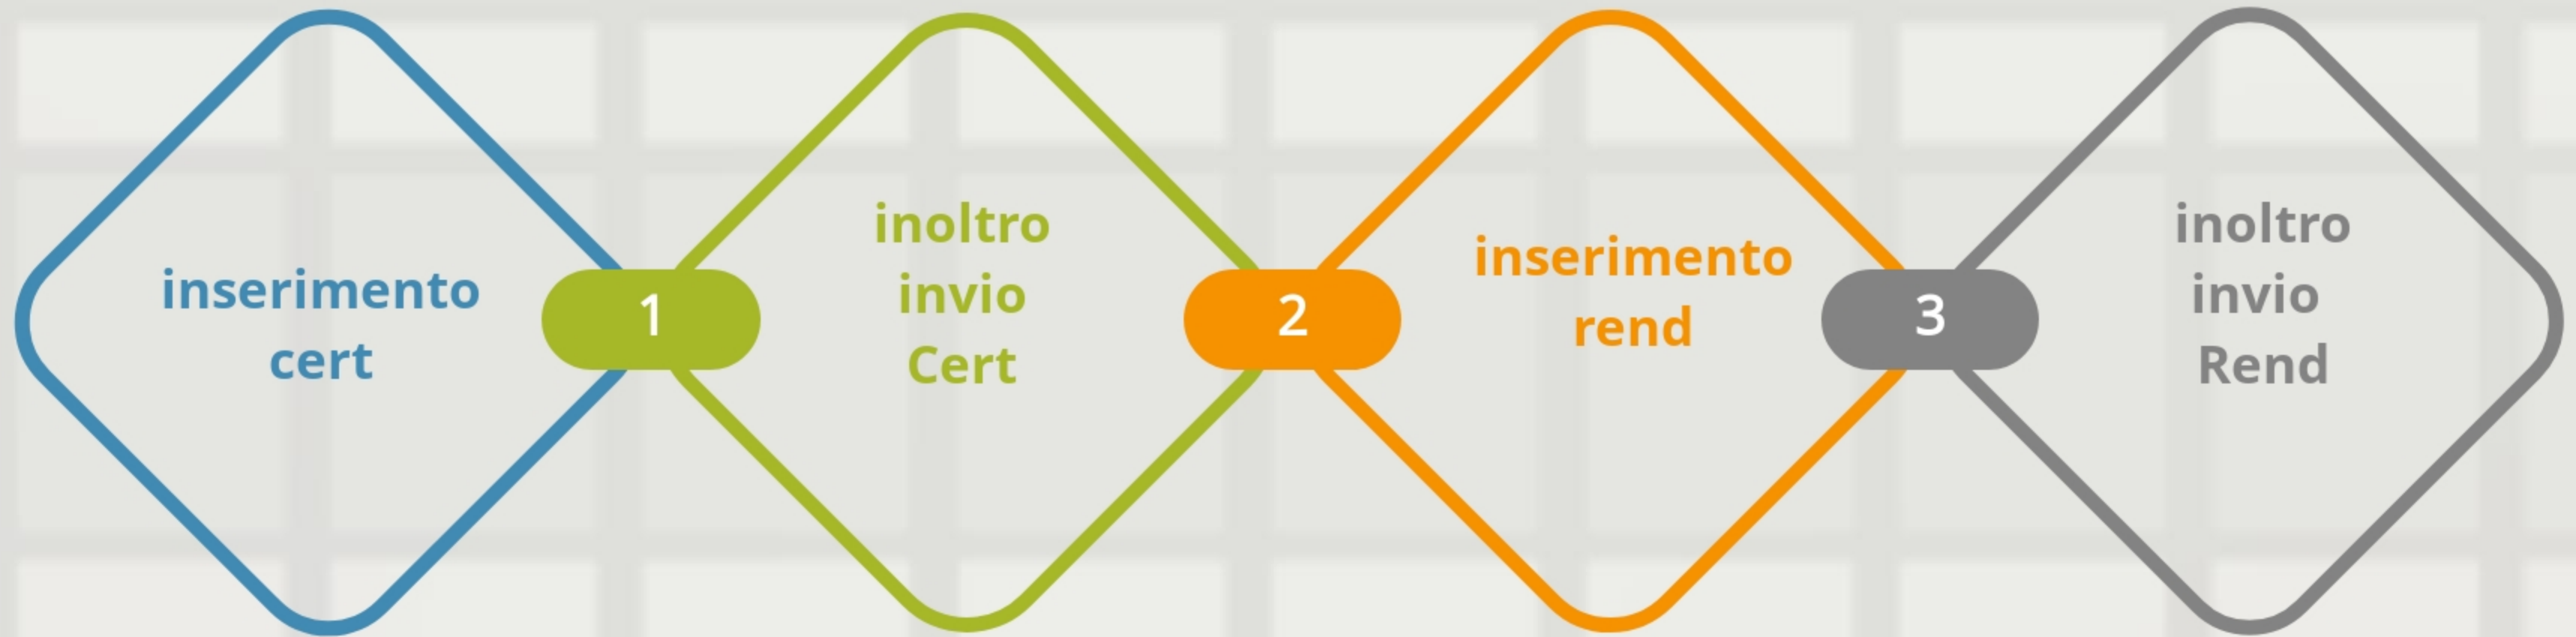 inserimento
cert
1
inoltro
invio
Cert
2
inserimento
rend
3
inoltro
invio
Rend